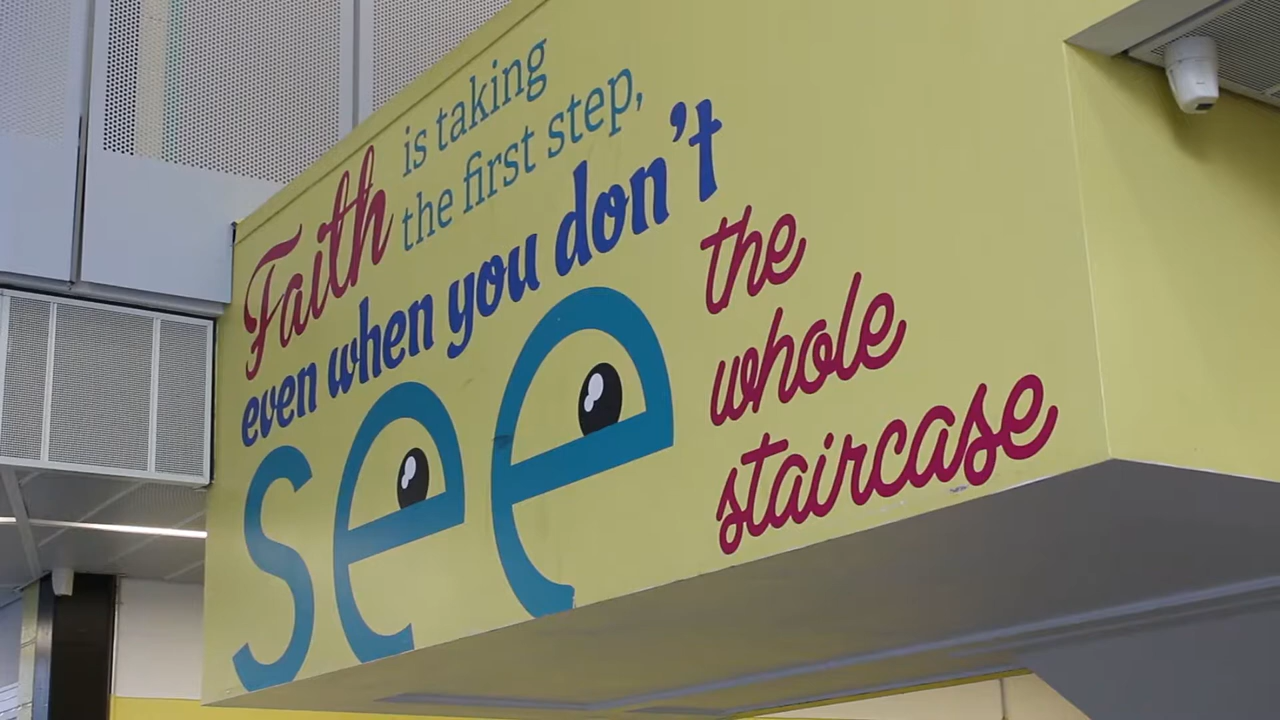 Faith is taking
the first step,
even when you don't
see the
whole
staircase